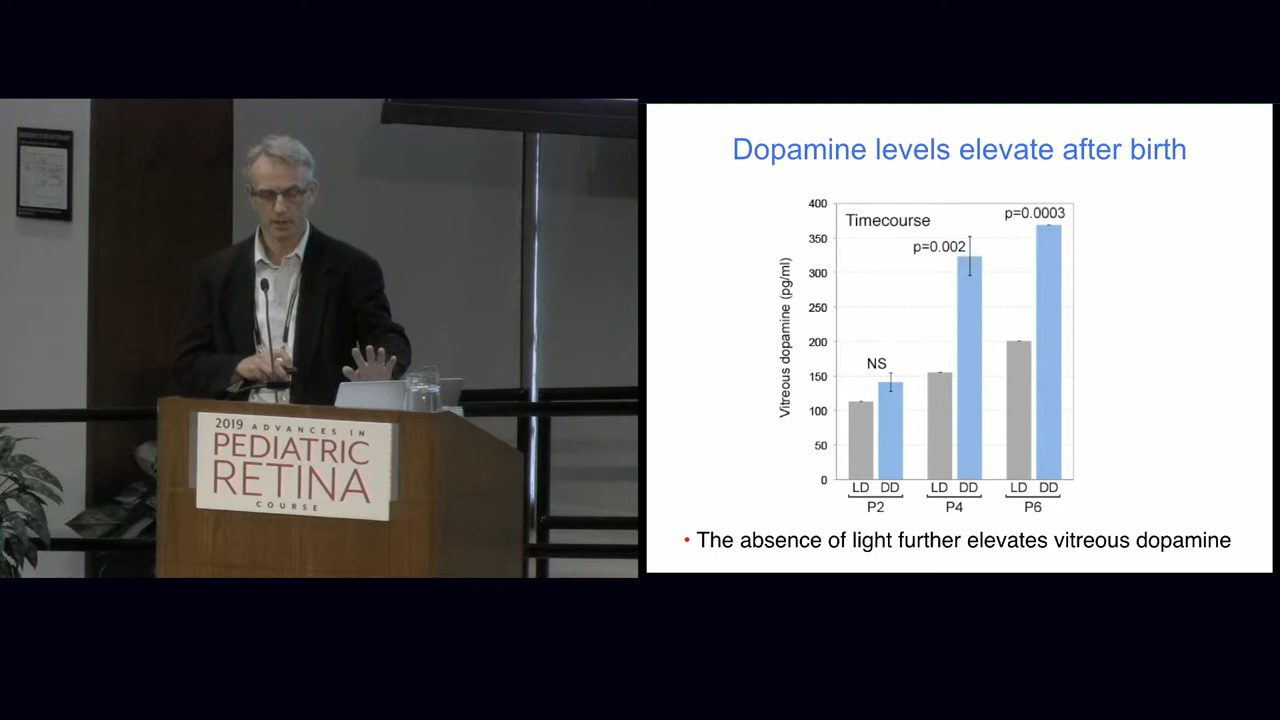 2019 ADVANCES IN
PEDIATRIC
RETINA
COURSE
Dopamine levels elevate after birth
Timecourse
Vitreous dopamine (pg/ml)
400
350
300
250
200
150
100
50
0
NS
p=0.002
p=0.0003
LD DD LD DD LD DD
P2 P4 P6
• The absence of light further elevates vitreous dopamine